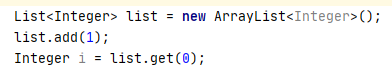 List<Integer> list = new ArrayList<Integer>();
list.add(1);
Integer i = list.get(0);